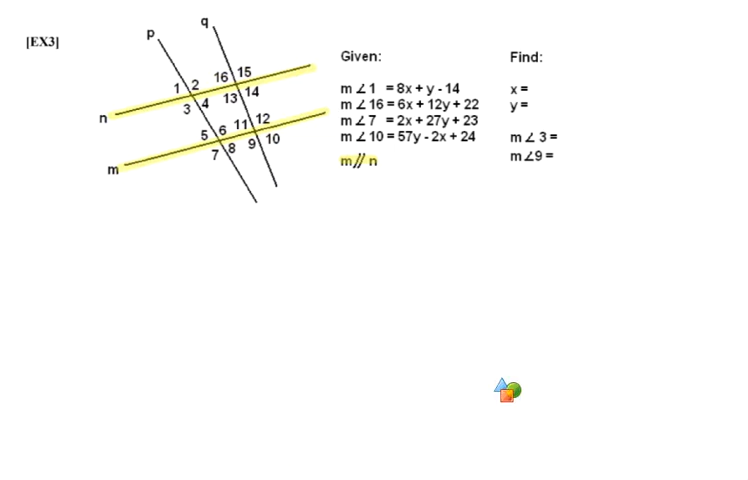 [EX3]
p
q
1 2 16 15
3 4 13 14
n
5 6 11 12
7 8 9 10
m
Given:
m∠1 = 8x + y - 14
m∠16 = 6x + 12y + 22
m∠7 = 2x + 27y + 23
m∠10 = 57y - 2x + 24
m // n
Find:
x =
y =
m∠3 =
m∠9 =